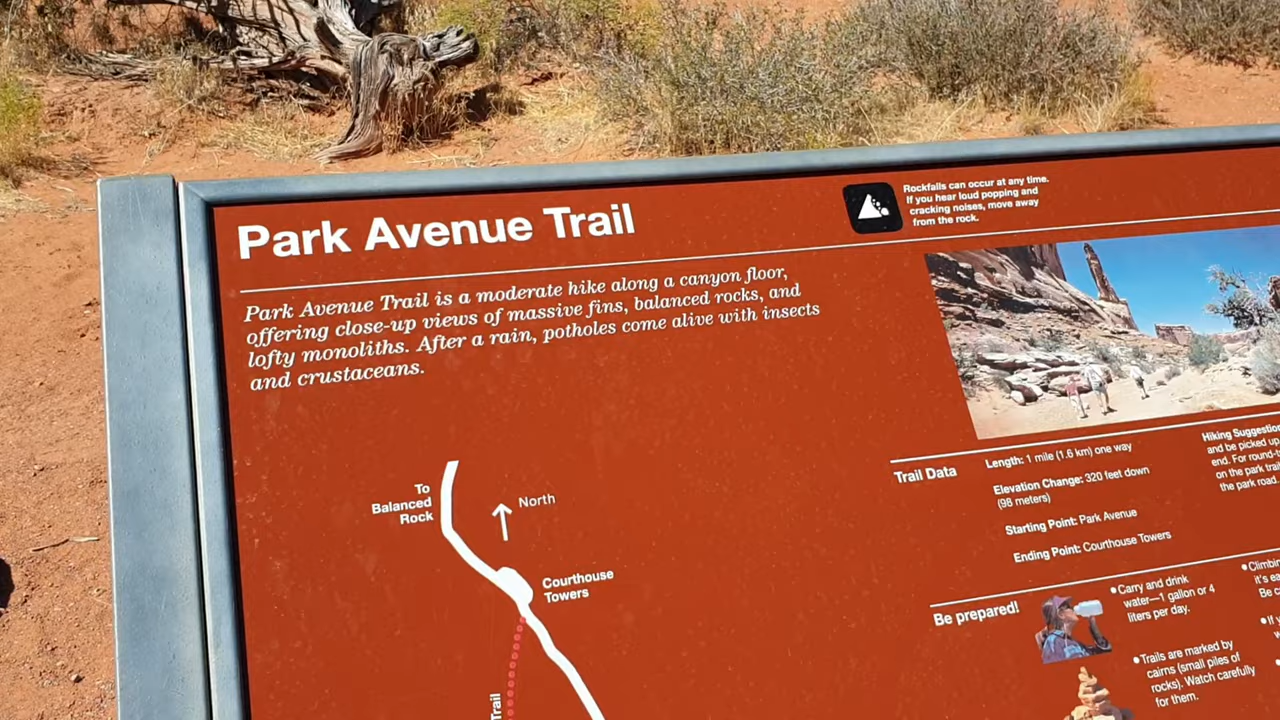 Park Avenue Trail
Rockfalls can occur at any time.
If you hear loud popping and
cracking noises, move away
from the rock.
Park Avenue Trail is a moderate hike along a canyon floor,
offering close-up views of massive fins, balanced rocks, and
lofty monoliths. After a rain, potholes come alive with insects
and crustaceans.
To
Balanced
Rock
North
Courthouse
Towers
Trail
Trail Data
Length: 1 mile (1.6 km) one way
Elevation Change: 320 feet down
(98 meters)
Starting Point: Park Avenue
Ending Point: Courthouse Towers
Hiking Suggestion
and be picked up
end. For round-t
on the park trai
the park road.
Be prepared!
•Carry and drink
water—1 gallon or 4
liters per day.
•Trails are marked by
cairns (small piles of
rocks). Watch carefully
for them.
•Climbin
it's ea
Be c
•If y